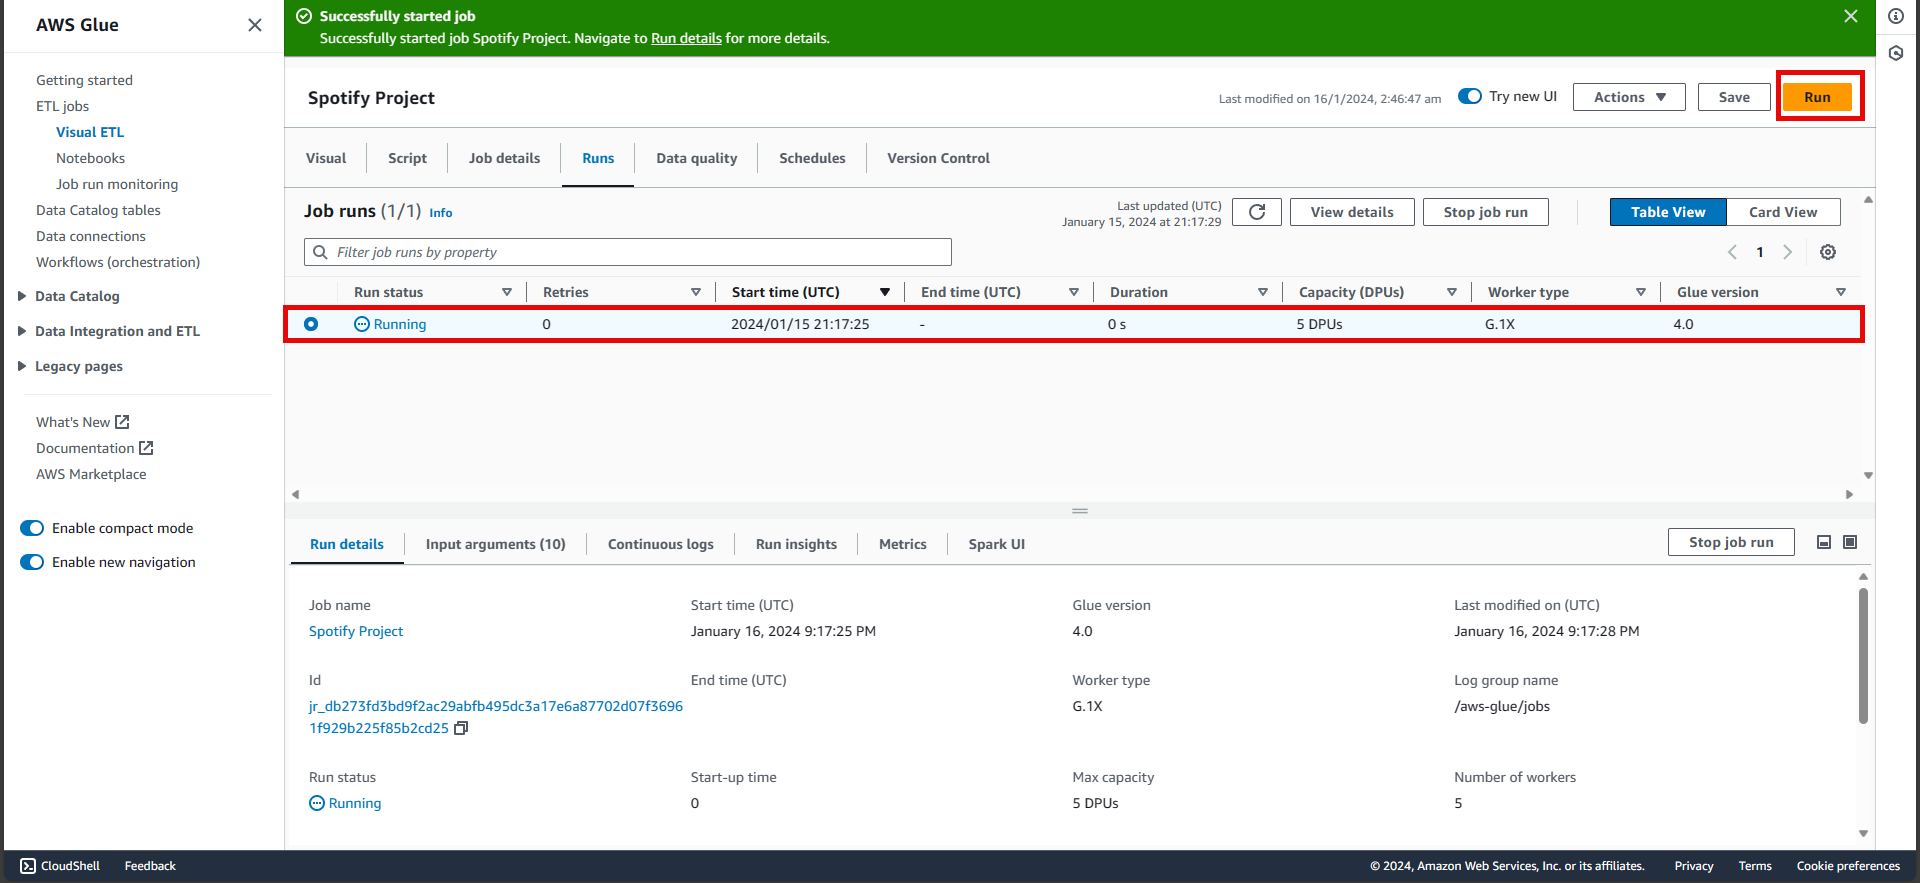 AWS Glue
Getting started
ETL jobs
Visual ETL
Notebooks
Job run monitoring
Data Catalog tables
Data connections
Workflows (orchestration)
Data Catalog
Data Integration and ETL
Legacy pages
What's New
Documentation
AWS Marketplace
Enable compact mode
Enable new navigation
Successfully started job
Successfully started job Spotify Project. Navigate to Run details for more details.
Spotify Project
Last modified on 16/1/2024, 2:46:47 am
Try new UI
Actions
Save
Run
Visual Script Job details Runs Data quality Schedules Version Control
Job runs (1/1) Info
Last updated (UTC)
January 15, 2024 at 21:17:29
View details
Stop job run
Table View
Card View
Filter job runs by property
1
Run status Retries Start time (UTC) End time (UTC) Duration Capacity (DPUs) Worker type Glue version
Running 0 2024/01/15 21:17:25 - 0 s 5 DPUs G.1X 4.0
Run details Input arguments (10) Continuous logs Run insights Metrics Spark UI
Stop job run
Job name Start time (UTC) Glue version Last modified on (UTC)
Spotify Project January 16, 2024 9:17:25 PM 4.0 January 16, 2024 9:17:28 PM
Id End time (UTC) Worker type Log group name
jr_db273fd3bd9f2ac29abfb495dc3a17e6a87702d07f3696 G.1X /aws-glue/jobs
1f929b225f85b2cd25
Run status Start-up time Max capacity Number of workers
Running 0 5 DPUs 5
CloudShell Feedback © 2024, Amazon Web Services, Inc. or its affiliates. Privacy Terms Cookie preferences